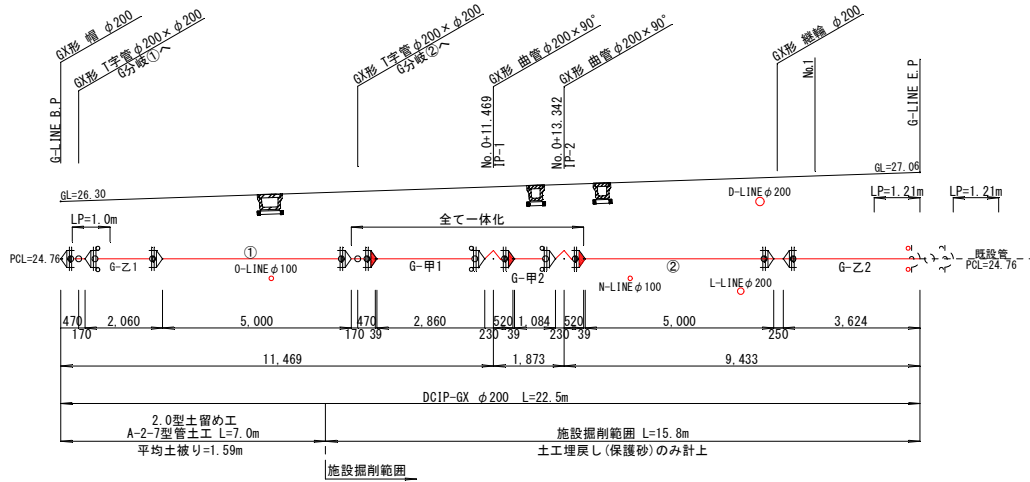 GX形 帽 φ200
GX形 T字管φ200×φ200
G分岐①へ
GX形 T字管φ200×φ200
G分岐②へ
GX形 曲管φ200×90°
GX形 曲管φ200×90°
GX形 継輪 φ200
G-LINE B.P
No.0+11.469
IP-1
No.0+13.342
IP-2
No.1
G-LINE E.P
GL=26.30
GL=27.06
D-LINEφ200
LP=1.21m
LP=1.21m
LP=1.0m
全て一体化
PCL=24.76
G-乙1
①
G-甲1
G-甲2
②
G-乙2
既設管
PCL=24.76
O-LINEφ100
N-LINEφ100
L-LINEφ200
470
2,060
5,000
470
2,860
520
1,084
520
5,000
3,624
170
170
39
230
39
230
39
250
11,469
1,873
9,433
DCIP-GX φ200 L=22.5m
2.0型土留め工
A-2-7型管土工 L=7.0m
平均土被り=1.59m
施設掘削範囲 L=15.8m
土工埋戻し(保護砂)のみ計上
施設掘削範囲